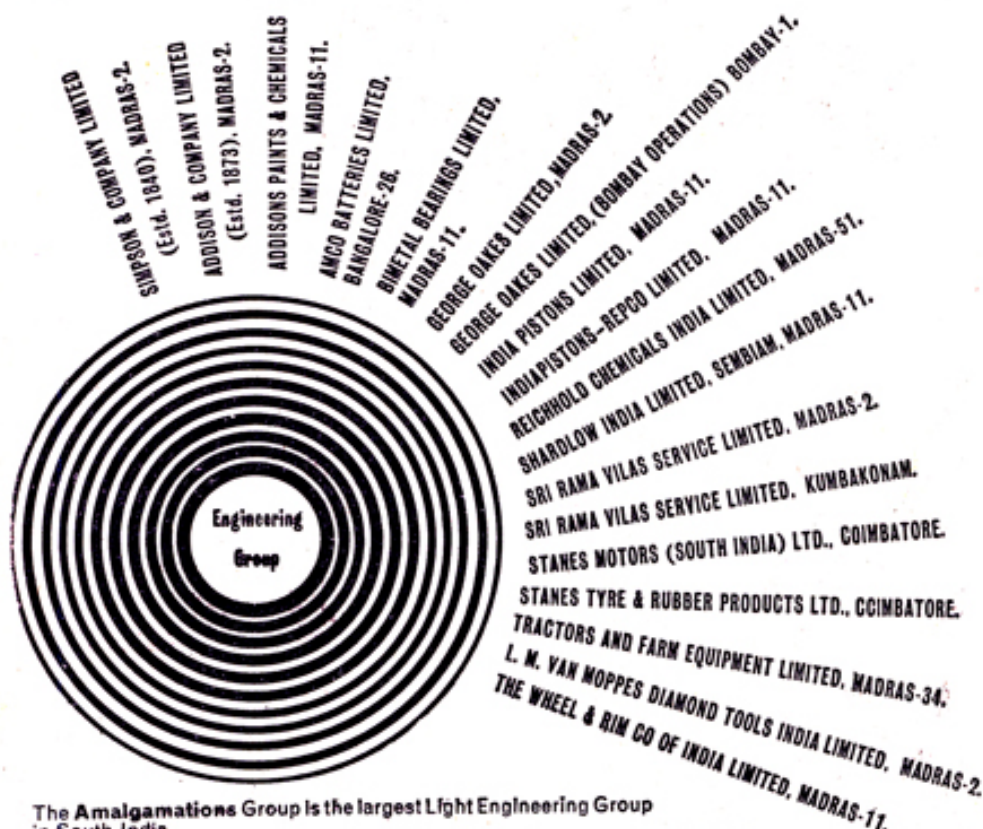 SIMPSON & COMPANY LIMITED
(Estd. 1840), MADRAS-2.
ADDISON & COMPANY LIMITED
(Estd. 1873). MADRAS-2.
ADDISONS PAINTS & CHEMICALS
LIMITED, MADRAS-11.
AMCO BATTERIES LIMITED,
BANGALORE-26.
BIMETAL BEARINGS LIMITED,
MADRAS-11.
GEORGE OAKES LIMITED, MADRAS-2.
GEORGE OAKES LIMITED, (BOMBAY OPERATIONS) BOMBAY-1.
INDIA PISTONS LIMITED, MADRAS-11.
INDIAPISTONS-REPCO LIMITED, MADRAS-11.
REICHHOLD CHEMICALS INDIA LIMITED, MADRAS-51.
SHARDLOW INDIA LIMITED, SEMBIAM, MADRAS-11.
SRI RAMA VILAS SERVICE LIMITED, MADRAS-2.
SRI RAMA VILAS SERVICE LIMITED, KUMBAKONAM.
STANES MOTORS (SOUTH INDIA) LTD., COIMBATORE.
STANES TYRE & RUBBER PRODUCTS LTD., CCIMBATORE.
TRACTORS AND FARM EQUIPMENT LIMITED, MADRAS-34.
L. M. VAN MOPPES DIAMOND TOOLS INDIA LIMITED, MADRAS-2.
THE WHEEL & RIM CO OF INDIA LIMITED, MADRAS-11.
Engineering
Group
The Amalgamations Group is the largest Light Engineering Group
in South India